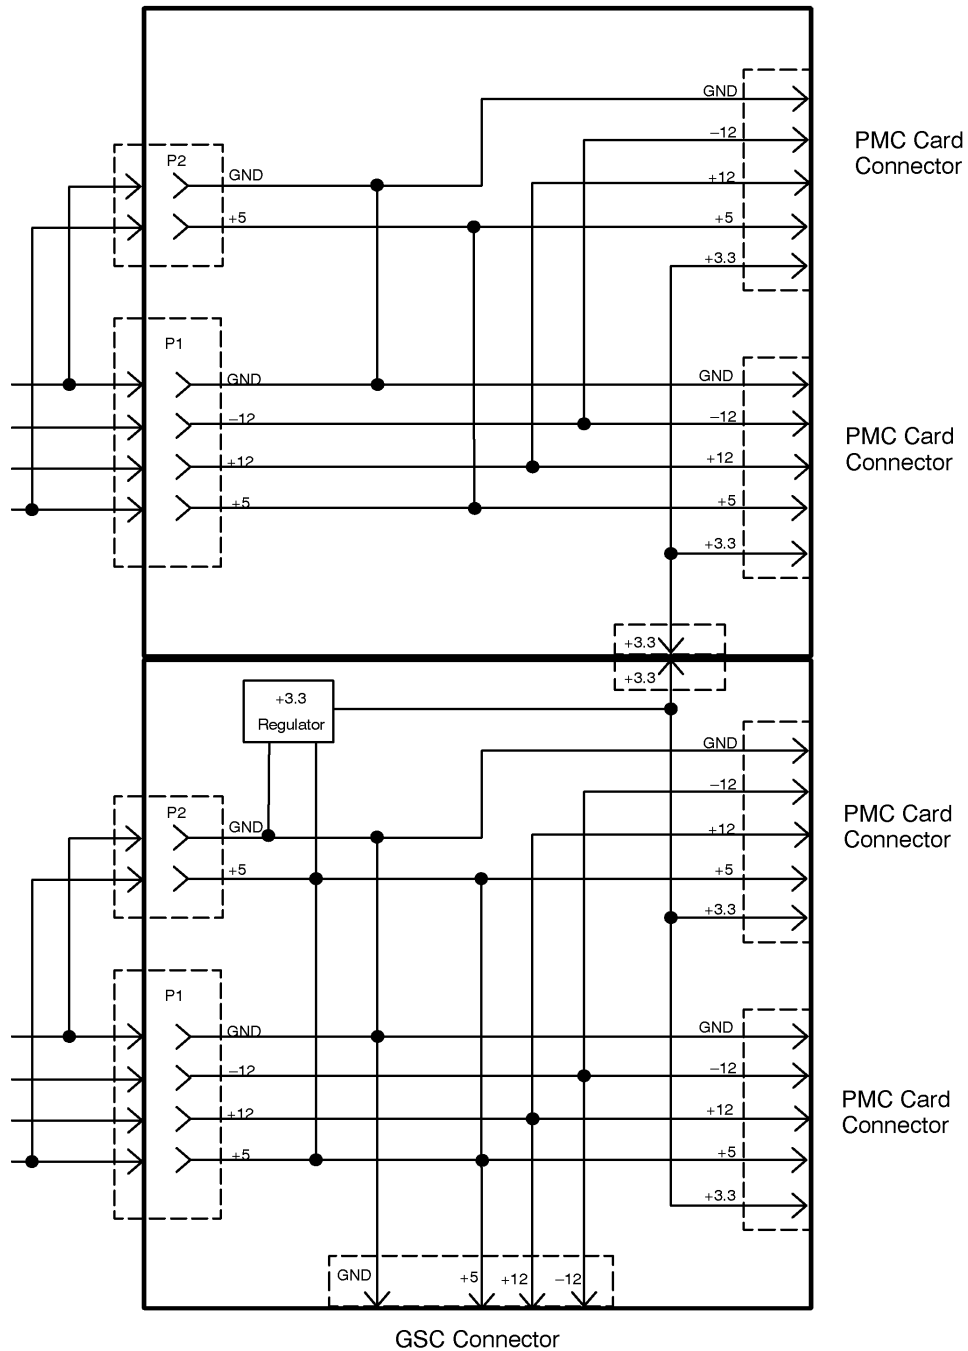 GND
−12
PMC Card
Connector
P2
GND
+12
+5
+5
+3.3
P1
GND
GND
−12
−12
PMC Card
Connector
+12
+12
+5
+5
+3.3
+3.3
+3.3
+3.3
Regulator
GND
−12
PMC Card
Connector
P2
GND
+12
+5
+5
+3.3
P1
GND
GND
−12
−12
PMC Card
Connector
+12
+12
+5
+5
+3.3
GND
+5
+12
−12
GSC Connector